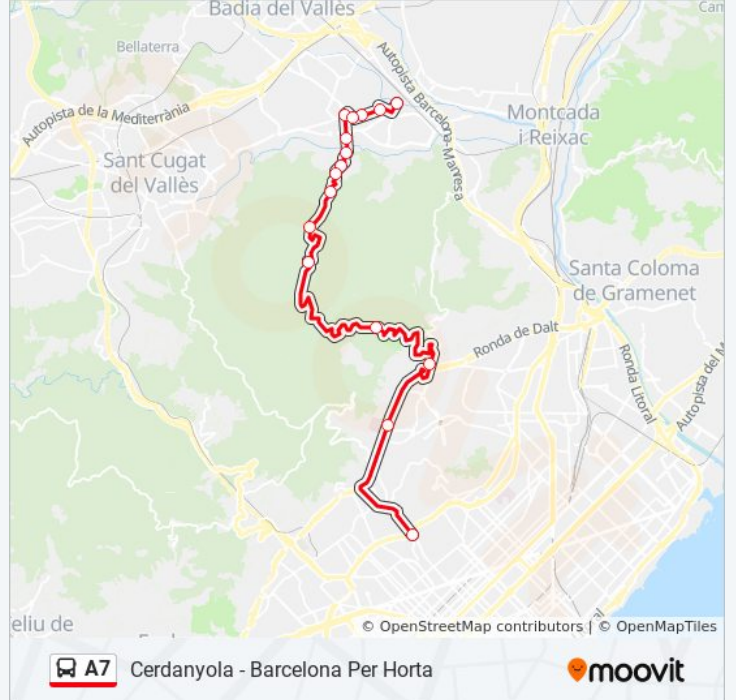 Badia del Vallès
Can
Bellaterra
Autopista de la Mediterrània
Autopista Barcelona-Manresa
Montcada
i Reixac
Sant Cugat
del Vallès
Santa Coloma
de Gramenet
Ronda de Dalt
Ronda Litoral
Autopista del M
eliu de
© OpenStreetMap contributors | © OpenMapTiles
A7
Cerdanyola - Barcelona Per Horta
moovit